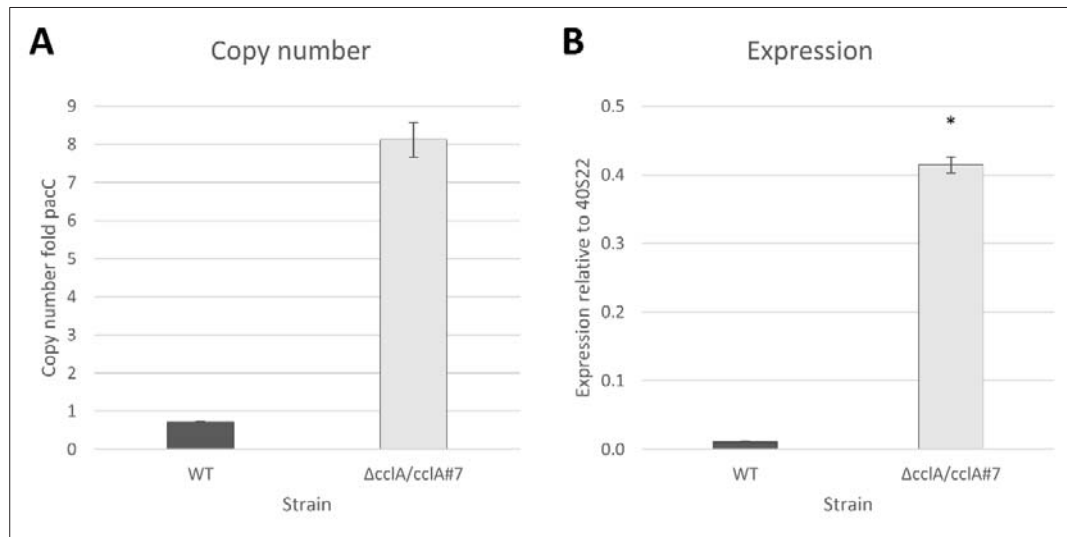 A
Copy number
Copy number fold pacC
9
8
7
6
5
4
3
2
1
0
WT
ΔcclA/cclA#7
Strain
B
Expression
Expression relative to 40S22
0.5
0.4
0.3
0.2
0.1
0.0
*
WT
ΔcclA/cclA#7
Strain